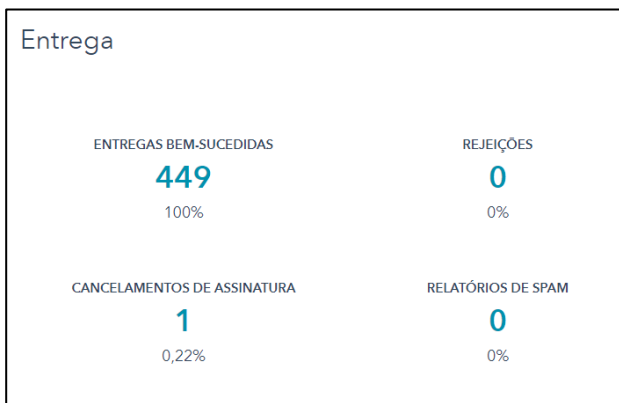 Entrega
ENTREGAS BEM-SUCEDIDAS
449
100%
REJEIÇÕES
0
0%
CANCELAMENTOS DE ASSINATURA
1
0,22%
RELATÓRIOS DE SPAM
0
0%